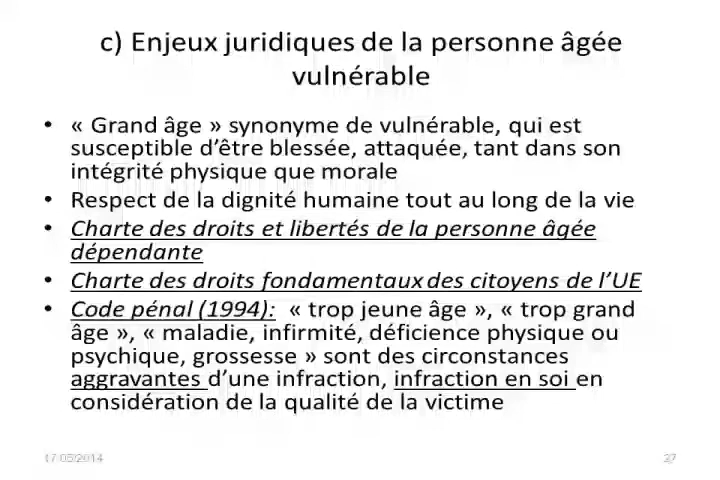 c) Enjeux juridiques de la personne âgée
vulnérable
• « Grand âge » synonyme de vulnérable, qui est
susceptible d’être blessée, attaquée, tant dans son
intégrité physique que morale
• Respect de la dignité humaine tout au long de la vie
• Charte des droits et libertés de la personne âgée
dépendante
• Charte des droits fondamentaux des citoyens de l’UE
• Code pénal (1994): « trop jeune âge », « trop grand
âge », « maladie, infirmité, déficience physique ou
psychique, grossesse » sont des circonstances
aggravantes d’une infraction, infraction en soi en
considération de la qualité de la victime
17/05/2014
27